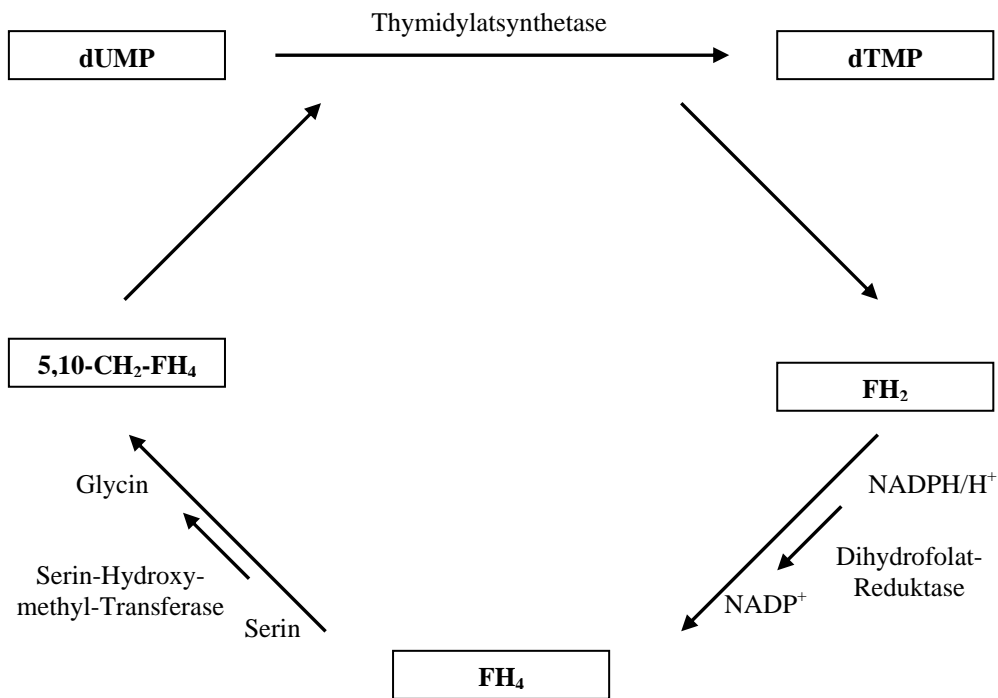 Thymidylatsynthetase
dUMP
dTMP
5,10-CH₂-FH₄
FH₂
Glycin
NADPH/H⁺
Serin-Hydroxy-
methyl-Transferase
Dihydrofolat-
Reduktase
NADP⁺
Serin
FH₄